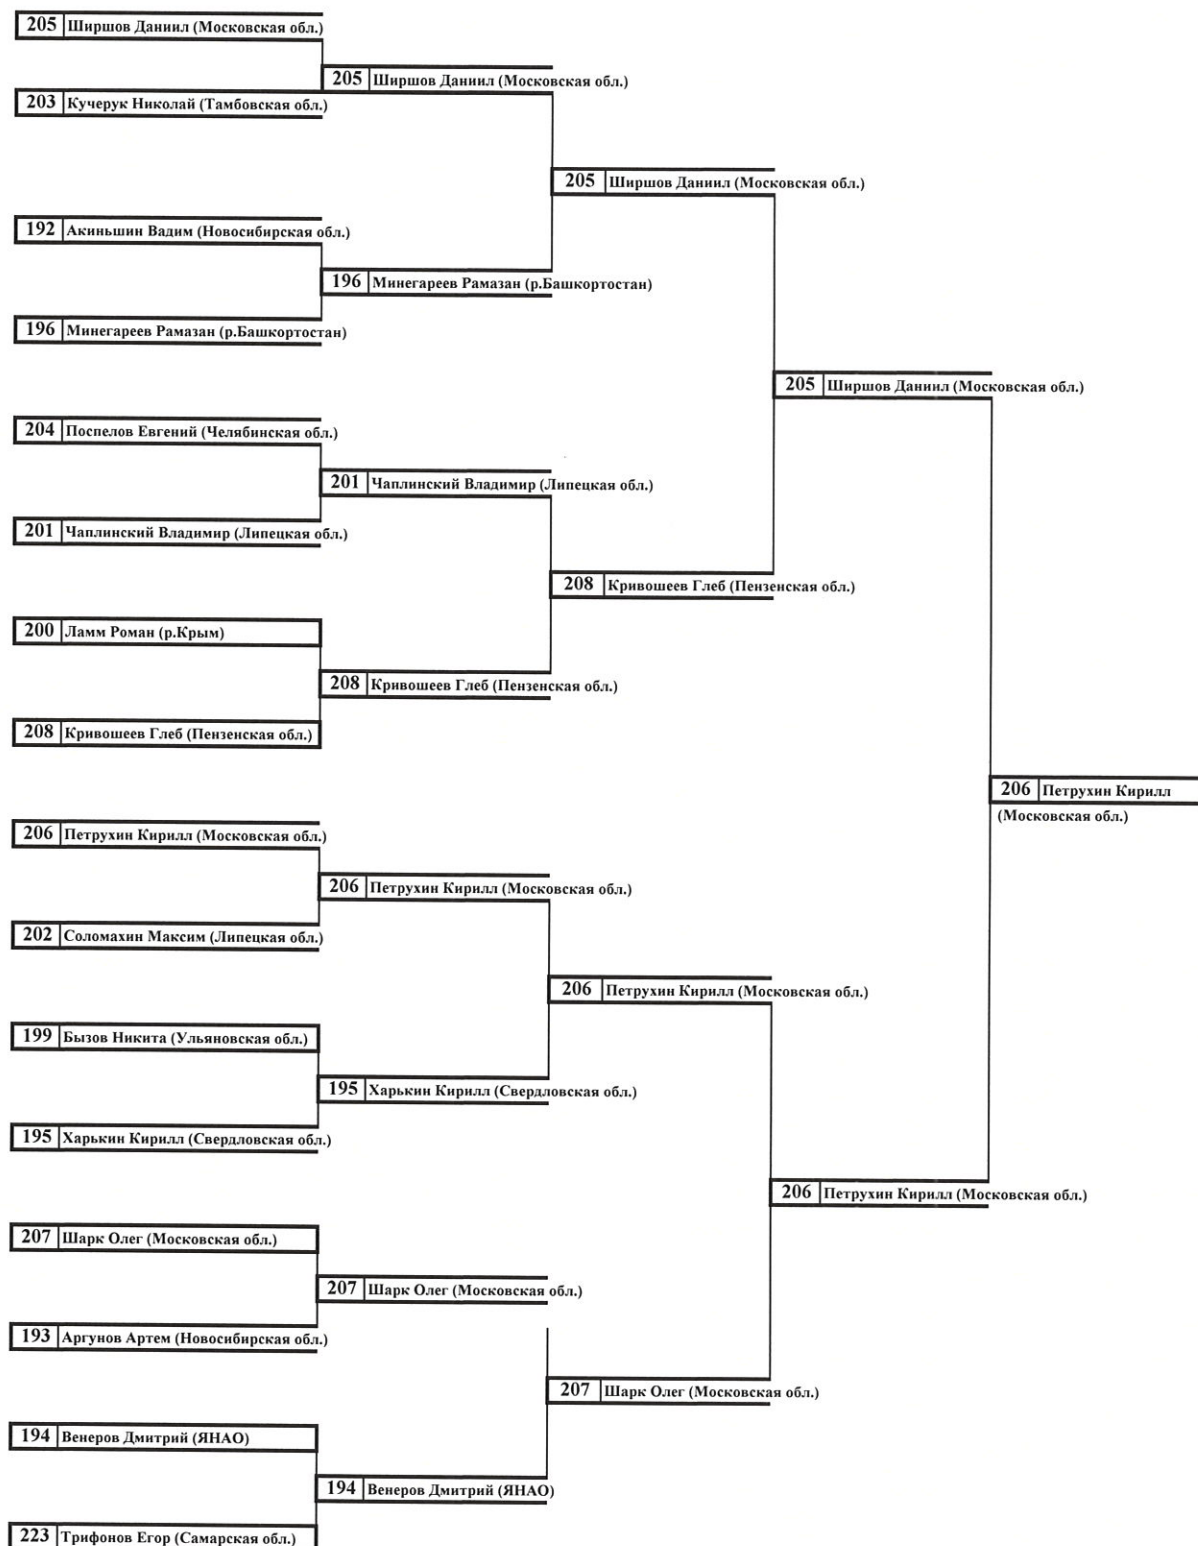 205 Ширшов Даниил (Московская обл.)
205 Ширшов Даниил (Московская обл.)
203 Кучерук Николай (Тамбовская обл.)
205 Ширшов Даниил (Московская обл.)
192 Акиньшин Вадим (Новосибирская обл.)
196 Минегареев Рамазан (р.Башкортостан)
196 Минегареев Рамазан (р.Башкортостан)
205 Ширшов Даниил (Московская обл.)
204 Поспелов Евгений (Челябинская обл.)
201 Чаплинский Владимир (Липецкая обл.)
201 Чаплинский Владимир (Липецкая обл.)
208 Кривошеев Глеб (Пензенская обл.)
200 Ламм Роман (р.Крым)
208 Кривошеев Глеб (Пензенская обл.)
208 Кривошеев Глеб (Пензенская обл.)
206 Петрухин Кирилл
(Московская обл.)
206 Петрухин Кирилл (Московская обл.)
206 Петрухин Кирилл (Московская обл.)
202 Соломахин Максим (Липецкая обл.)
206 Петрухин Кирилл (Московская обл.)
199 Бызов Никита (Ульяновская обл.)
195 Харькин Кирилл (Свердловская обл.)
195 Харькин Кирилл (Свердловская обл.)
206 Петрухин Кирилл (Московская обл.)
207 Шарк Олег (Московская обл.)
207 Шарк Олег (Московская обл.)
193 Аргунов Артем (Новосибирская обл.)
207 Шарк Олег (Московская обл.)
194 Венеров Дмитрий (ЯНАО)
194 Венеров Дмитрий (ЯНАО)
223 Трифонов Егор (Самарская обл.)